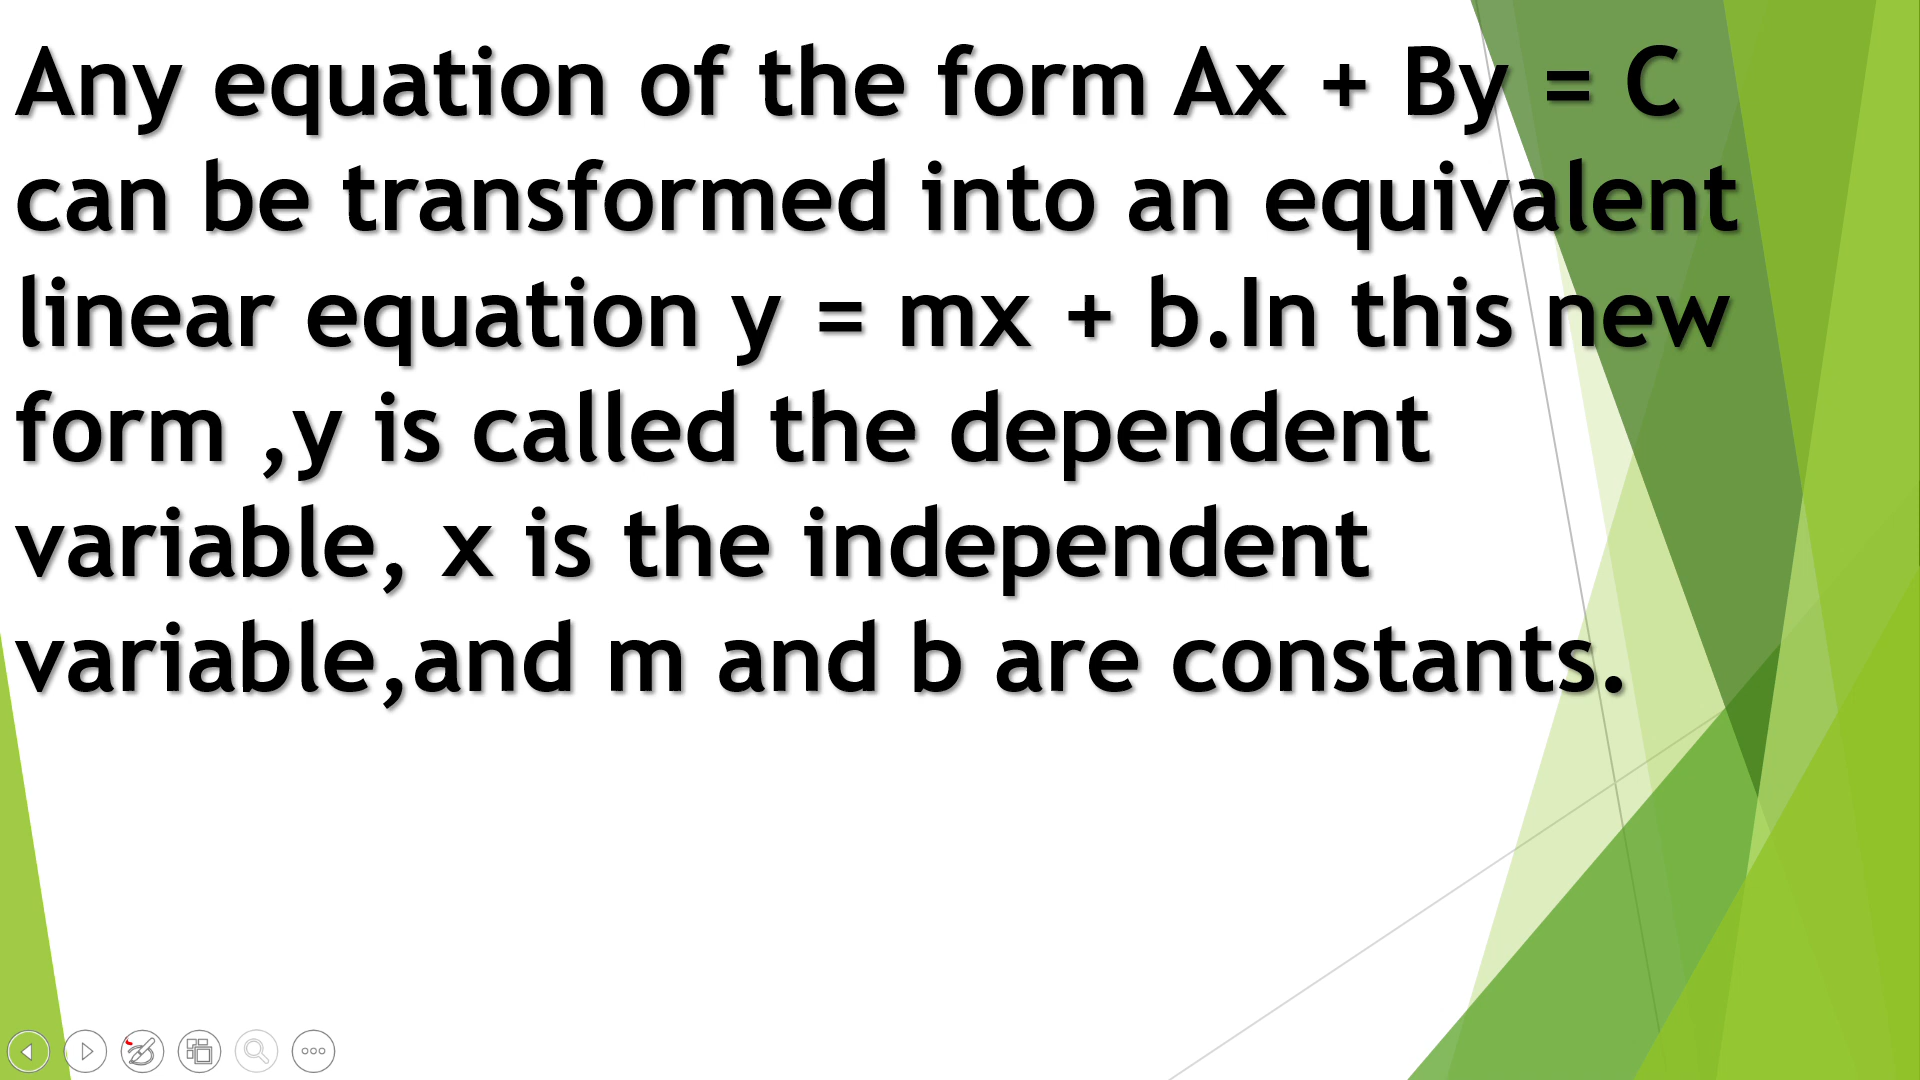 Any equation of the form Ax + By = C
can be transformed into an equivalent
linear equation y = mx + b.In this new
form ,y is called the dependent
variable, x is the independent
variable,and m and b are constants.